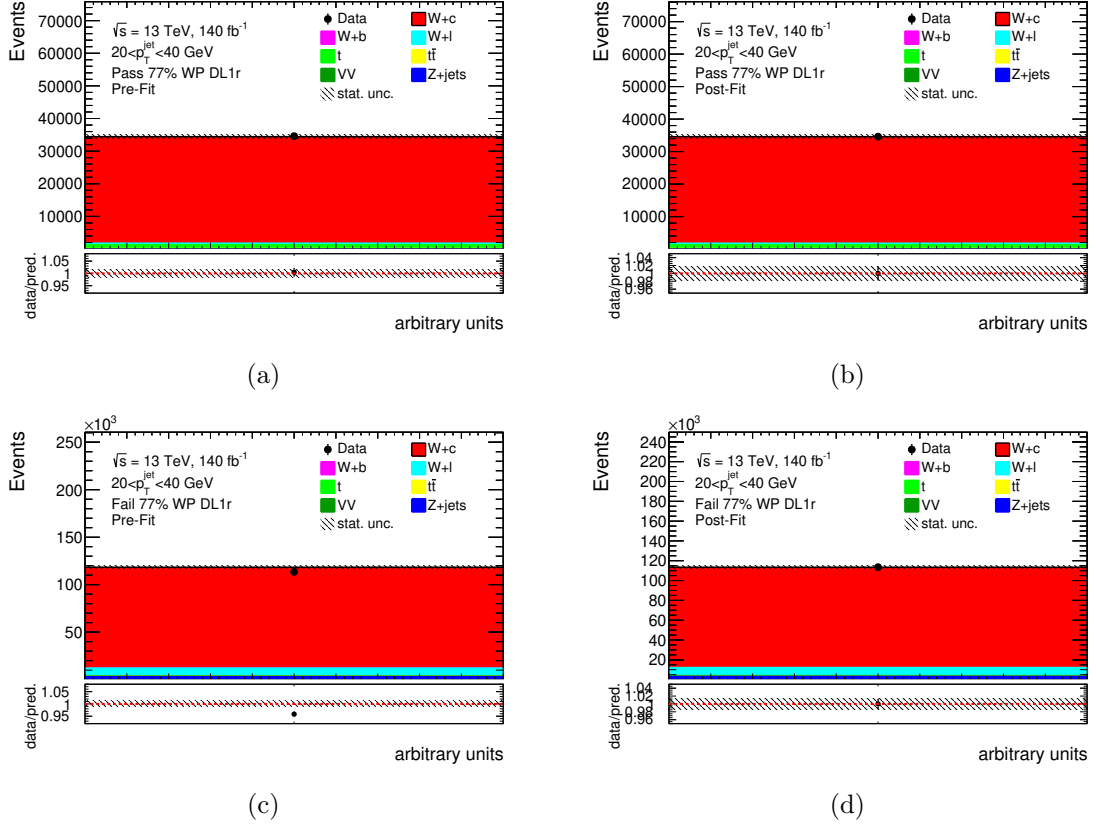 Events
70000
60000
50000
40000
30000
20000
10000
√s = 13 TeV, 140 fb⁻¹
20<p_T^jet<40 GeV
Pass 77% WP DL1r
Pre-Fit
Data
W+b
t
VV
stat. unc.
W+c
W+l
tt̄
Z+jets
data/pred.
1.05
1
0.95
arbitrary units
(a)
Events
70000
60000
50000
40000
30000
20000
10000
√s = 13 TeV, 140 fb⁻¹
20<p_T^jet<40 GeV
Pass 77% WP DL1r
Post-Fit
Data
W+b
t
VV
stat. unc.
W+c
W+l
tt̄
Z+jets
data/pred.
1.04
1.02
1
0.98
0.96
arbitrary units
(b)
×10³
Events
250
200
150
100
50
√s = 13 TeV, 140 fb⁻¹
20<p_T^jet<40 GeV
Fail 77% WP DL1r
Pre-Fit
Data
W+b
t
VV
stat. unc.
W+c
W+l
tt̄
Z+jets
data/pred.
1.05
1
0.95
arbitrary units
(c)
×10³
Events
240
220
200
180
160
140
120
100
80
60
40
20
√s = 13 TeV, 140 fb⁻¹
20<p_T^jet<40 GeV
Fail 77% WP DL1r
Post-Fit
Data
W+b
t
VV
stat. unc.
W+c
W+l
tt̄
Z+jets
data/pred.
1.04
1.02
1
0.98
0.96
arbitrary units
(d)